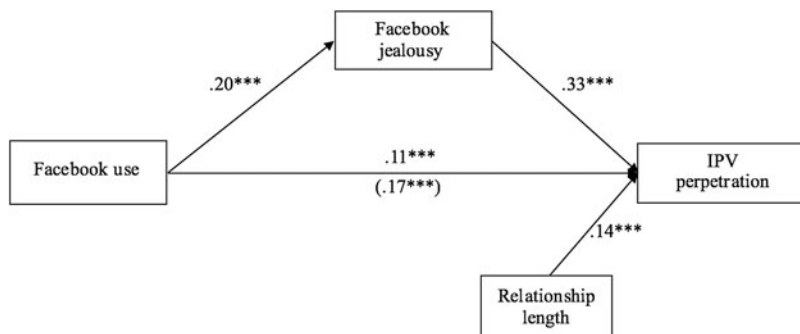 Facebook
jealousy
.20***
.33***
Facebook use
.11***
(.17***)
IPV
perpetration
.14***
Relationship
length